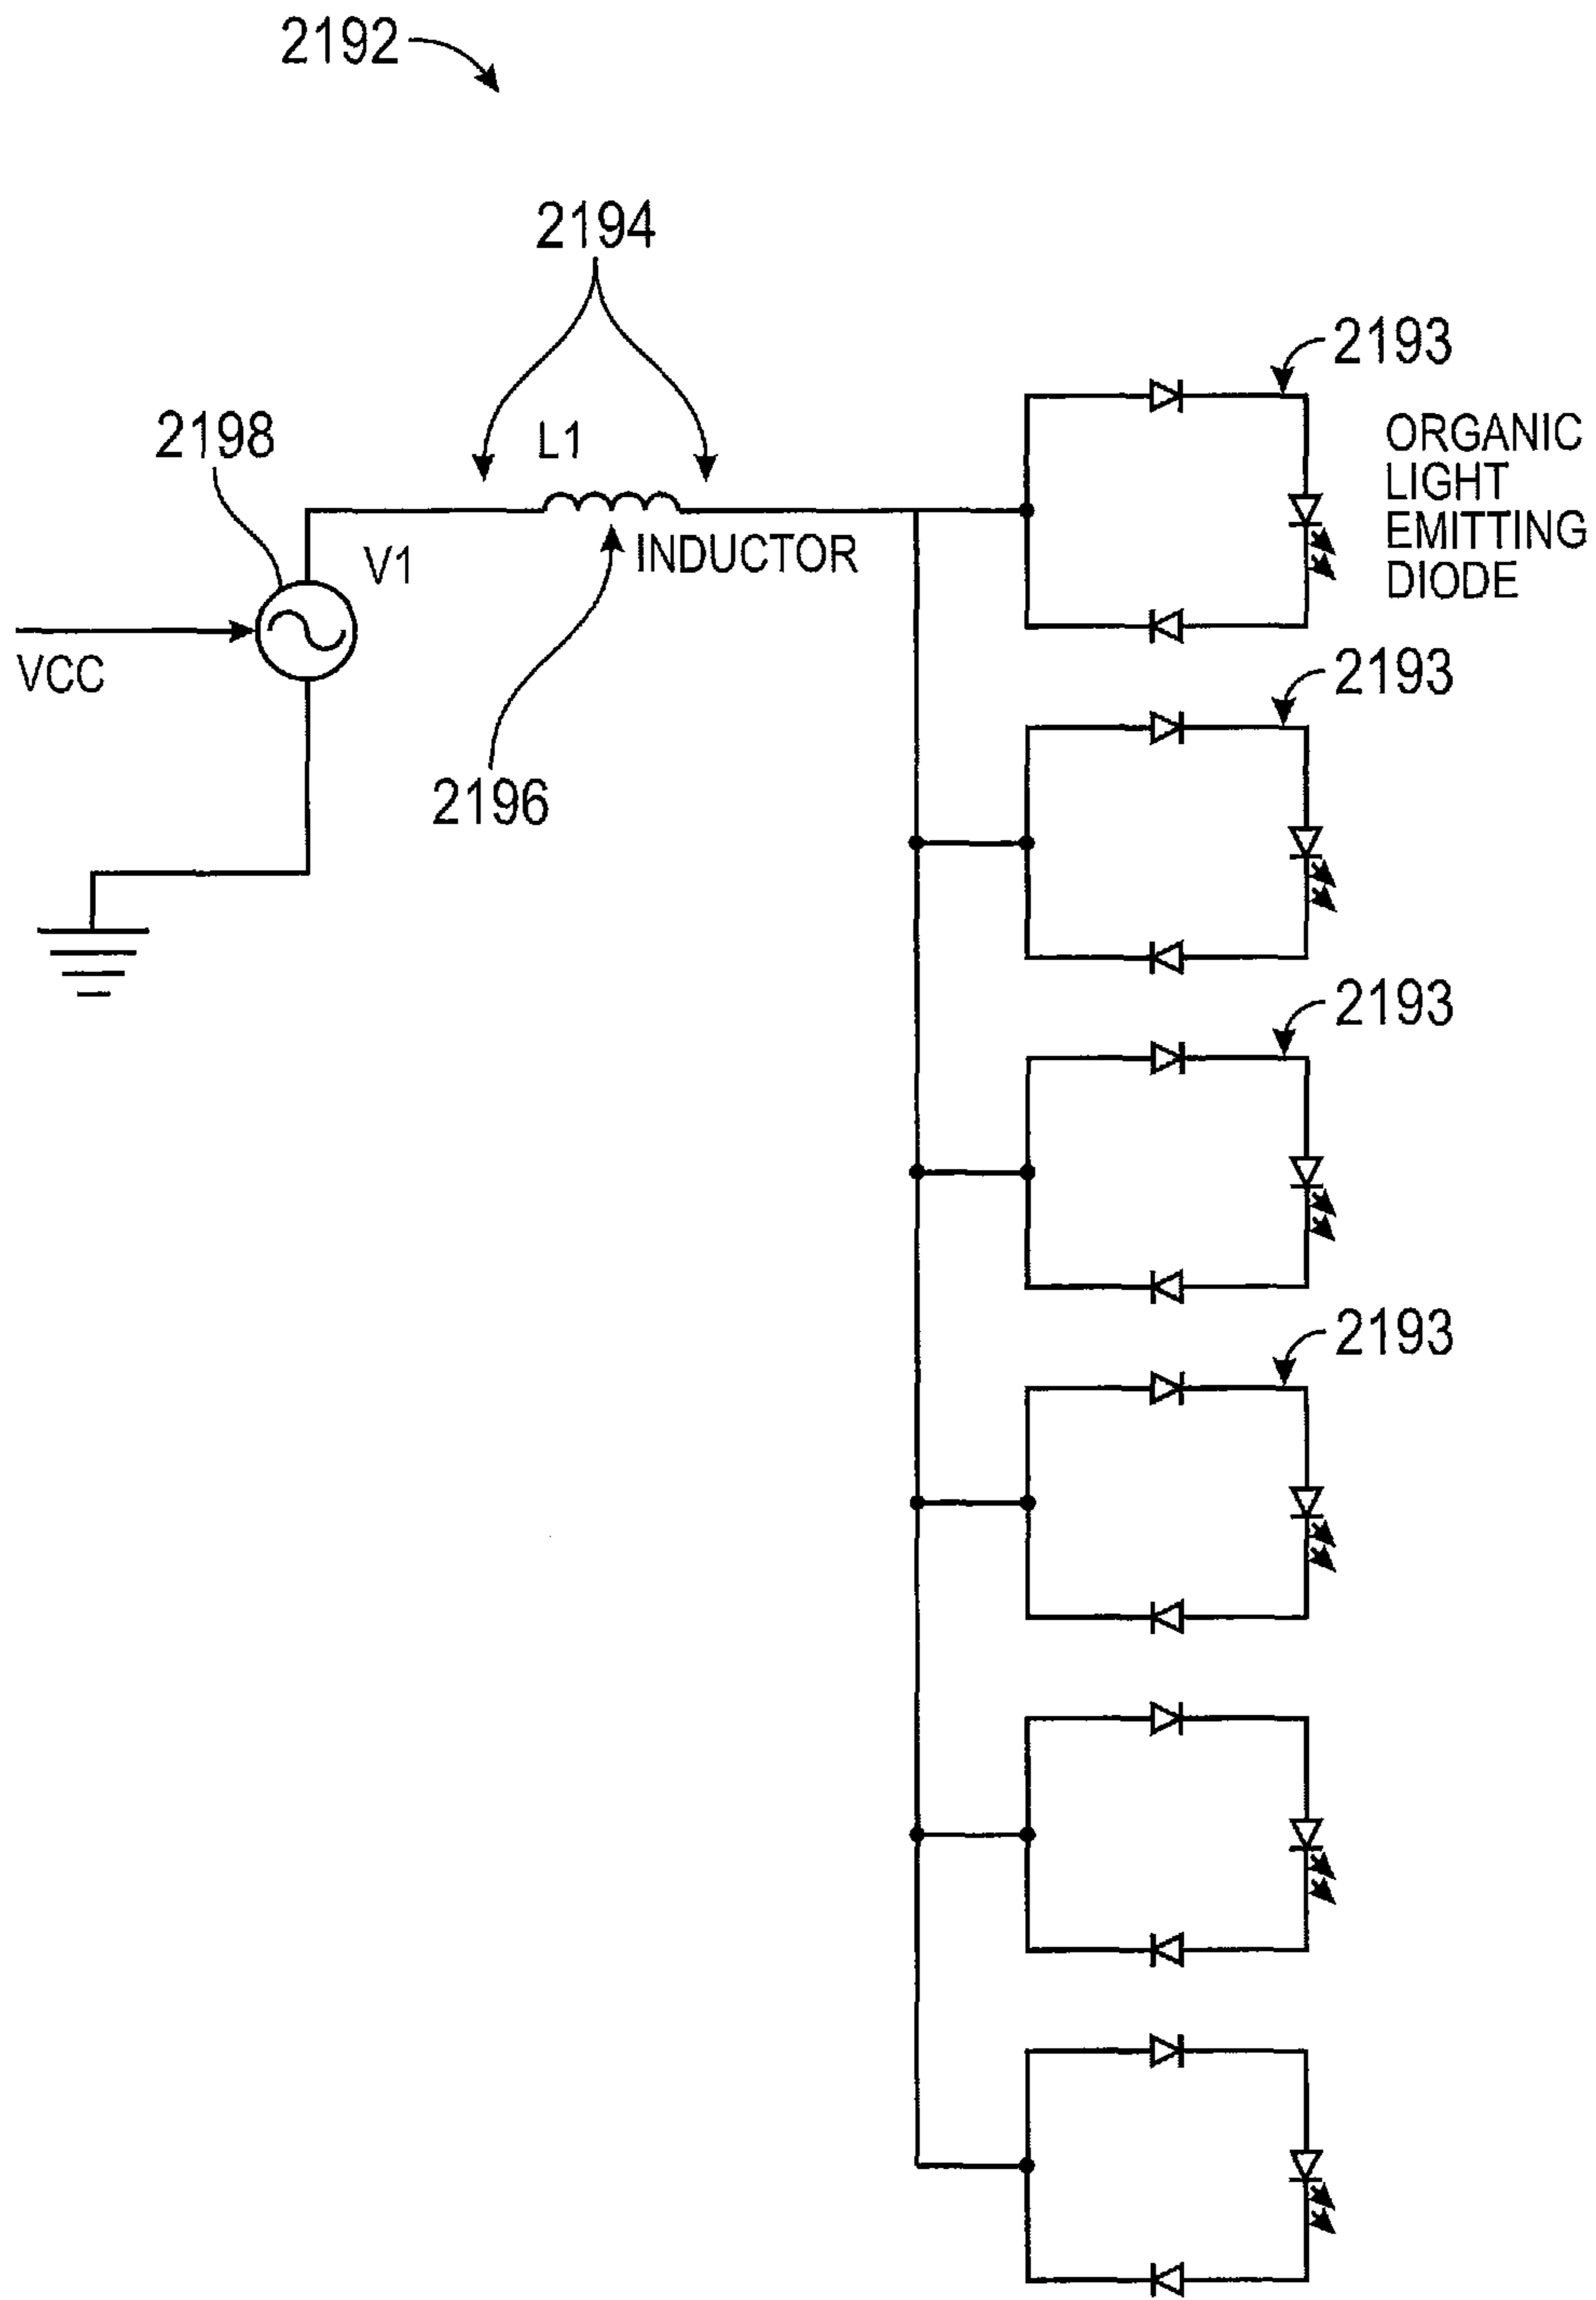 2192
2194
2193
2198
L1
ORGANIC
LIGHT
EMITTING
DIODE
V1
INDUCTOR
VCC
2193
2196
2193
2193